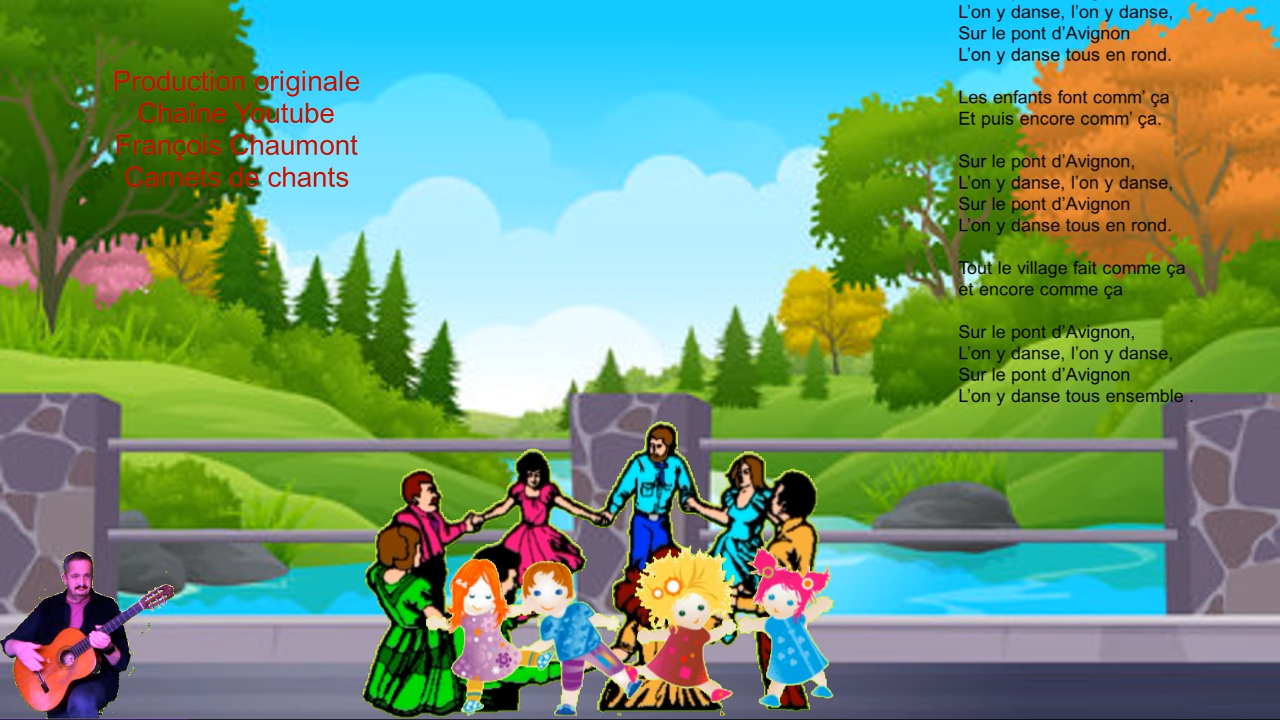 Production originale
Chaîne Youtube
François Chaumont
Carnets de chants
L’on y danse, l’on y danse,
Sur le pont d’Avignon
L’on y danse tous en rond.
Les enfants font comm’ ça
Et puis encore comm’ ça.
Sur le pont d’Avignon,
L’on y danse, l’on y danse,
Sur le pont d’Avignon
L’on y danse tous en rond.
Tout le village fait comme ça
et encore comme ça
Sur le pont d’Avignon,
L’on y danse, l’on y danse,
Sur le pont d’Avignon
L’on y danse tous ensemble .